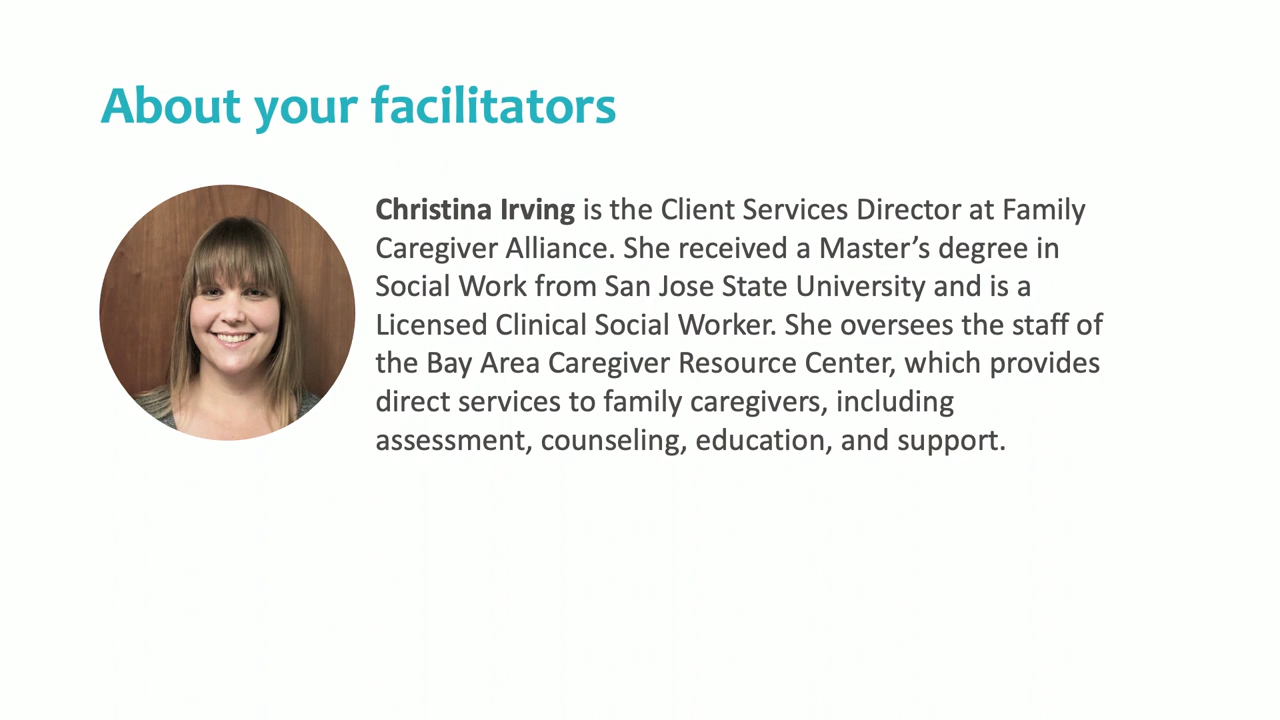 About your facilitators
Christina Irving is the Client Services Director at Family
Caregiver Alliance. She received a Master’s degree in
Social Work from San Jose State University and is a
Licensed Clinical Social Worker. She oversees the staff of
the Bay Area Caregiver Resource Center, which provides
direct services to family caregivers, including
assessment, counseling, education, and support.